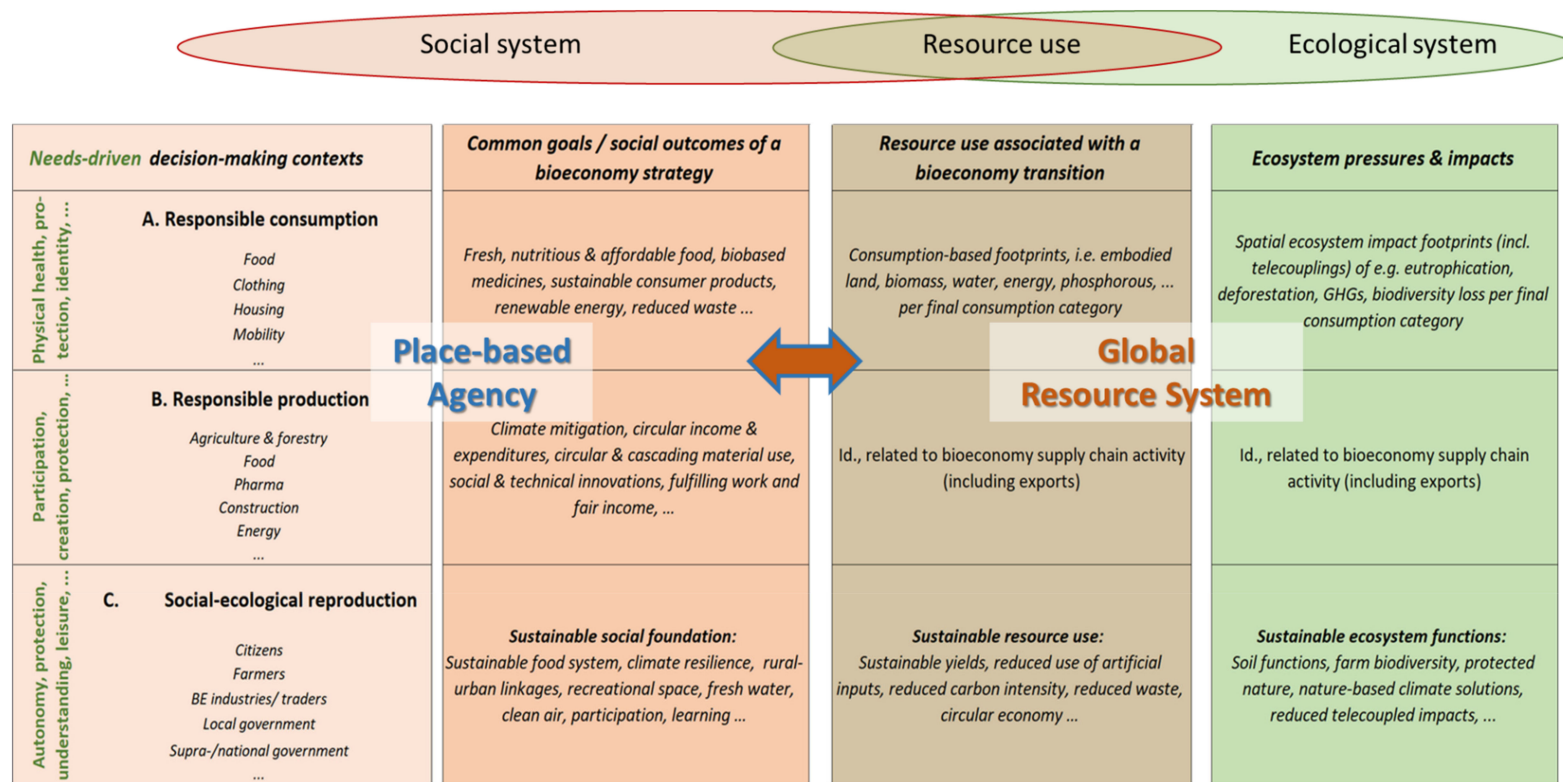 Social system
Resource use
Ecological system
Needs-driven decision-making contexts
Common goals / social outcomes of a
bioeconomy strategy
Resource use associated with a
bioeconomy transition
Ecosystem pressures & impacts
Physical health, pro-
tection, identity, ...
A. Responsible consumption
Food
Clothing
Housing
Mobility
...
Fresh, nutritious & affordable food, biobased
medicines, sustainable consumer products,
renewable energy, reduced waste ...
Consumption-based footprints, i.e. embodied
land, biomass, water, energy, phosphorous, ...
per final consumption category
Spatial ecosystem impact footprints (incl.
telecouplings) of e.g. eutrophication,
deforestation, GHGs, biodiversity loss per final
consumption category
Place-based
Agency
Global
Resource System
Participation,
creation, protection, ...
B. Responsible production
Agriculture & forestry
Food
Pharma
Construction
Energy
...
Climate mitigation, circular income &
expenditures, circular & cascading material use,
social & technical innovations, fulfilling work and
fair income, ...
Id., related to bioeconomy supply chain activity
(including exports)
Id., related to bioeconomy supply chain
activity (including exports)
Autonomy, protection,
understanding, leisure, ...
C. Social-ecological reproduction
Citizens
Farmers
BE industries/ traders
Local government
Supra-/national government
...
Sustainable social foundation:
Sustainable food system, climate resilience, rural-
urban linkages, recreational space, fresh water,
clean air, participation, learning ...
Sustainable resource use:
Sustainable yields, reduced use of artificial
inputs, reduced carbon intensity, reduced waste,
circular economy ...
Sustainable ecosystem functions:
Soil functions, farm biodiversity, protected
nature, nature-based climate solutions,
reduced telecoupled impacts, ...